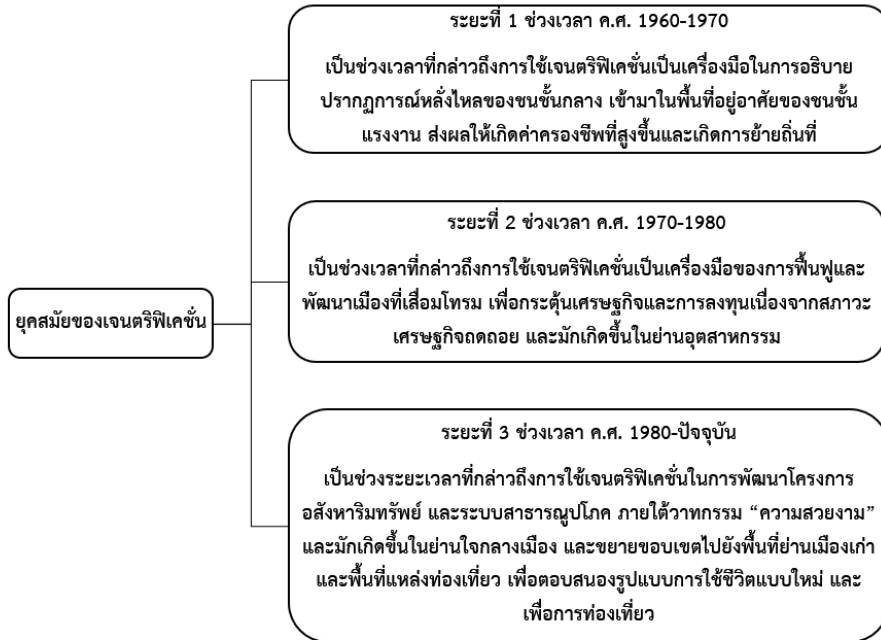 ระยะที่ 1 ช่วงเวลา ค.ศ. 1960-1970
เป็นช่วงเวลาที่กล่าวถึงการใช้เจนตริฟิเคชั่นเป็นเครื่องมือในการอธิบาย
ปรากฏการณ์หลั่งไหลของชนชั้นกลาง เข้ามาในพื้นที่อยู่อาศัยของชนชั้น
แรงงาน ส่งผลให้เกิดค่าครองชีพที่สูงขึ้นและเกิดการย้ายถิ่นที่
ระยะที่ 2 ช่วงเวลา ค.ศ. 1970-1980
เป็นช่วงเวลาที่กล่าวถึงการใช้เจนตริฟิเคชั่นเป็นเครื่องมือของการฟื้นฟูและ
พัฒนาเมืองที่เสื่อมโทรม เพื่อกระตุ้นเศรษฐกิจและการลงทุนเนื่องจากสภาวะ
เศรษฐกิจถดถอย และมักเกิดขึ้นในย่านอุตสาหกรรม
ยุคสมัยของเจนตริฟิเคชั่น
ระยะที่ 3 ช่วงเวลา ค.ศ. 1980-ปัจจุบัน
เป็นช่วงระยะเวลาที่กล่าวถึงการใช้เจนตริฟิเคชั่นในการพัฒนาโครงการ
อสังหาริมทรัพย์ และระบบสาธารณูปโภค ภายใต้วาทกรรม “ความสวยงาม”
และมักเกิดขึ้นในย่านใจกลางเมือง และขยายขอบเขตไปยังพื้นที่ย่านเมืองเก่า
และพื้นที่แหล่งท่องเที่ยว เพื่อตอบสนองรูปแบบการใช้ชีวิตแบบใหม่ และ
เพื่อการท่องเที่ยว